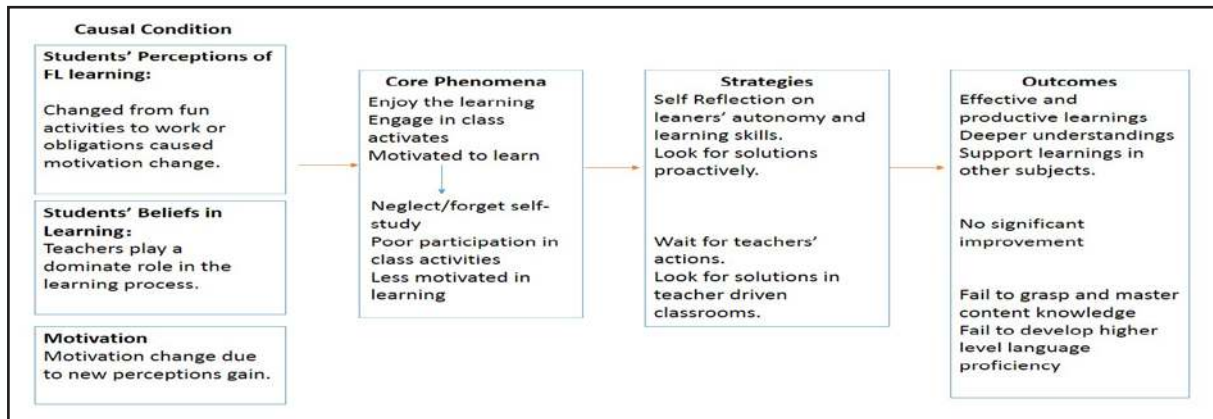 Causal Condition
Students' Perceptions of
FL learning:
Changed from fun
activities to work or
obligations caused
motivation change.
Students' Beliefs in
Learning:
Teachers play a
dominate role in the
learning process.
Motivation
Motivation change due
to new perceptions gain.
Core Phenomena
Enjoy the learning
Engage in class
activates
Motivated to learn
Neglect/forget self-
study
Poor participation in
class activities
Less motivated in
learning
Strategies
Self Reflection on
leaners' autonomy and
learning skills.
Look for solutions
proactively.
Wait for teachers'
actions.
Look for solutions in
teacher driven
classrooms.
Outcomes
Effective and
productive learnings
Deeper understandings
Support learnings in
other subjects.
No significant
improvement
Fail to grasp and master
content knowledge
Fail to develop higher
level language
proficiency